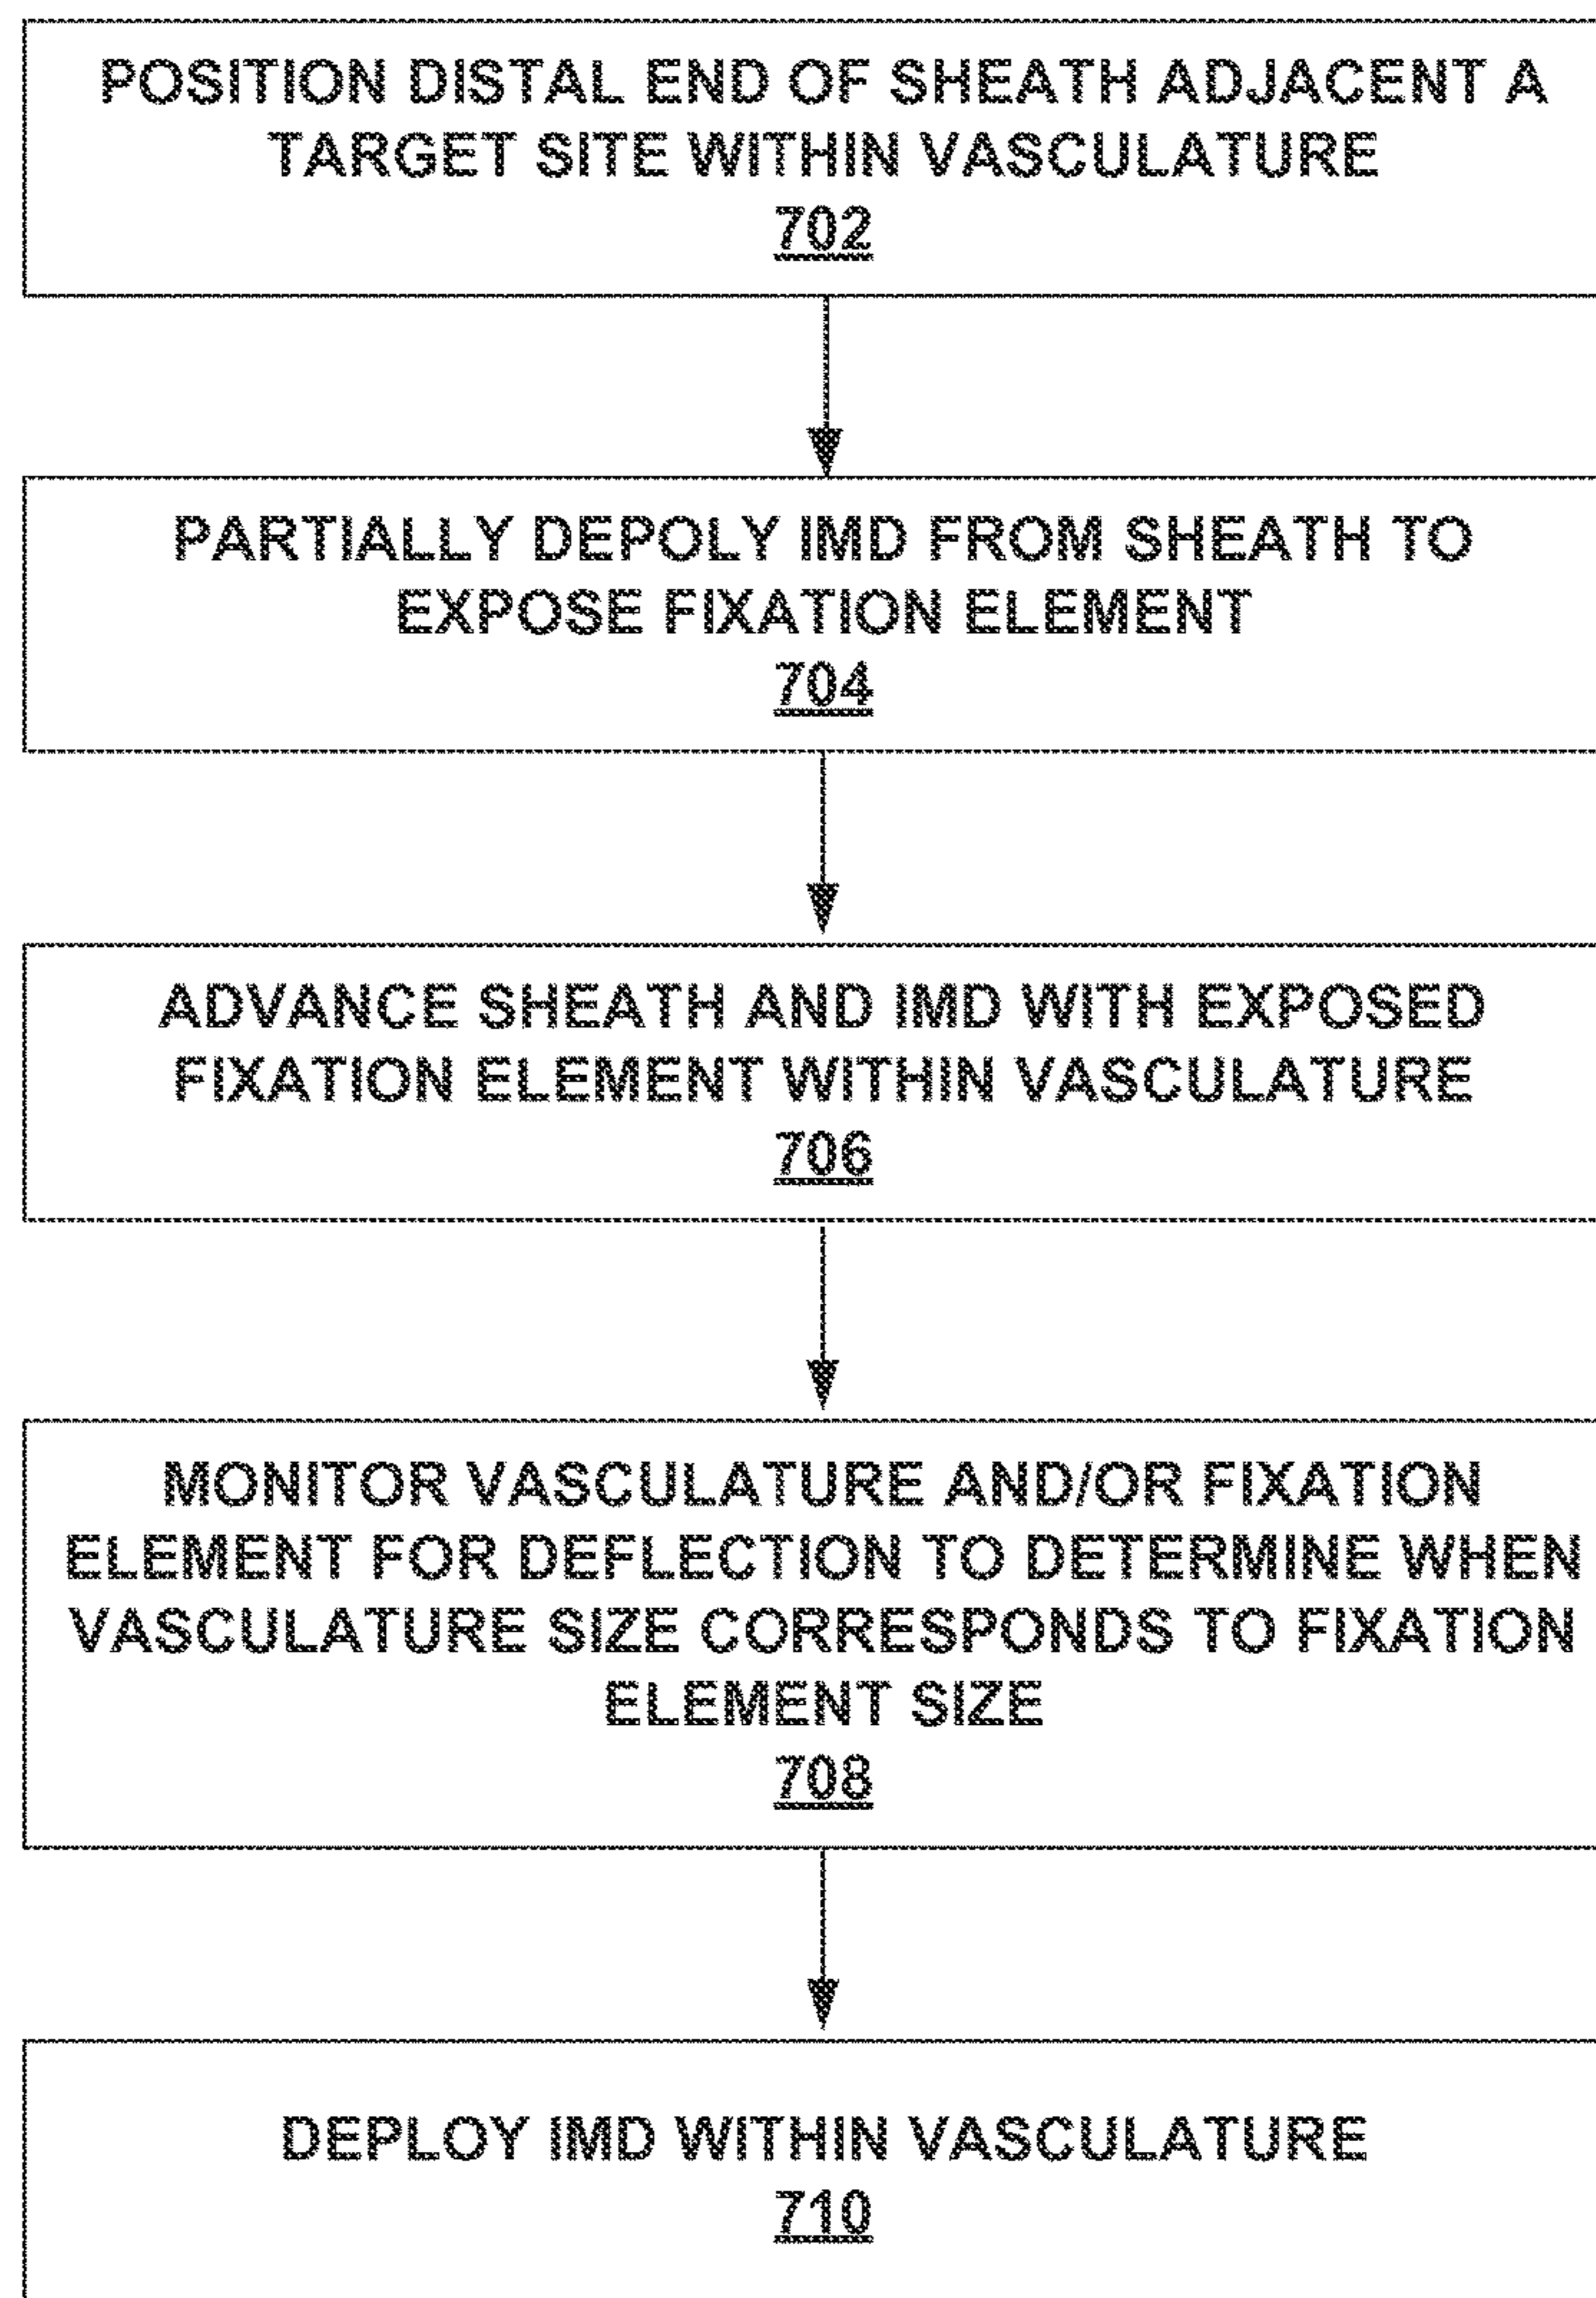 POSITION DISTAL END OF SHEATH ADJACENT A
TARGET SITE WITHIN VASCULATURE
702
PARTIALLY DEPOLY IMD FROM SHEATH TO
EXPOSE FIXATION ELEMENT
704
ADVANCE SHEATH AND IMD WITH EXPOSED
FIXATION ELEMENT WITHIN VASCULATURE
706
MONITOR VASCULATURE AND/OR FIXATION
ELEMENT FOR DEFLECTION TO DETERMINE WHEN
VASCULATURE SIZE CORRESPONDS TO FIXATION
ELEMENT SIZE
708
DEPLOY IMD WITHIN VASCULATURE
710